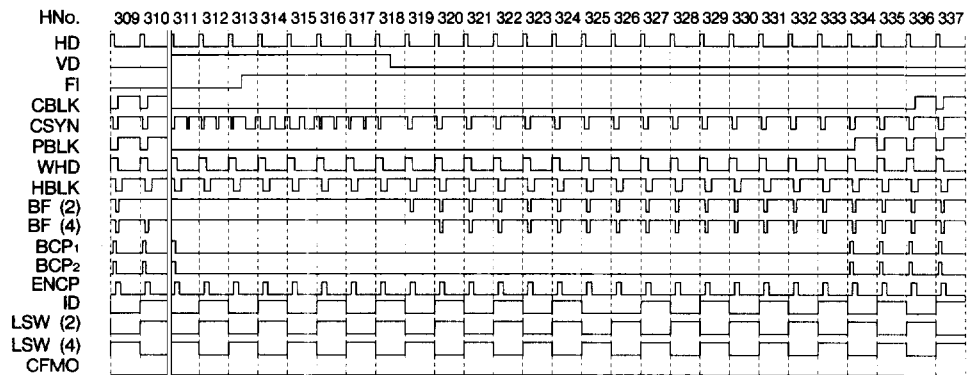 HNo. 309 310 311 312 313 314 315 316 317 318 319 320 321 322 323 324 325 326 327 328 329 330 331 332 333 334 335 336 337
HD
VD
FI
CBLK
CSYN
PBLK
WHD
HBLK
BF (2)
BF (4)
BCP1
BCP2
ENCP
ID
LSW (2)
LSW (4)
CFMO